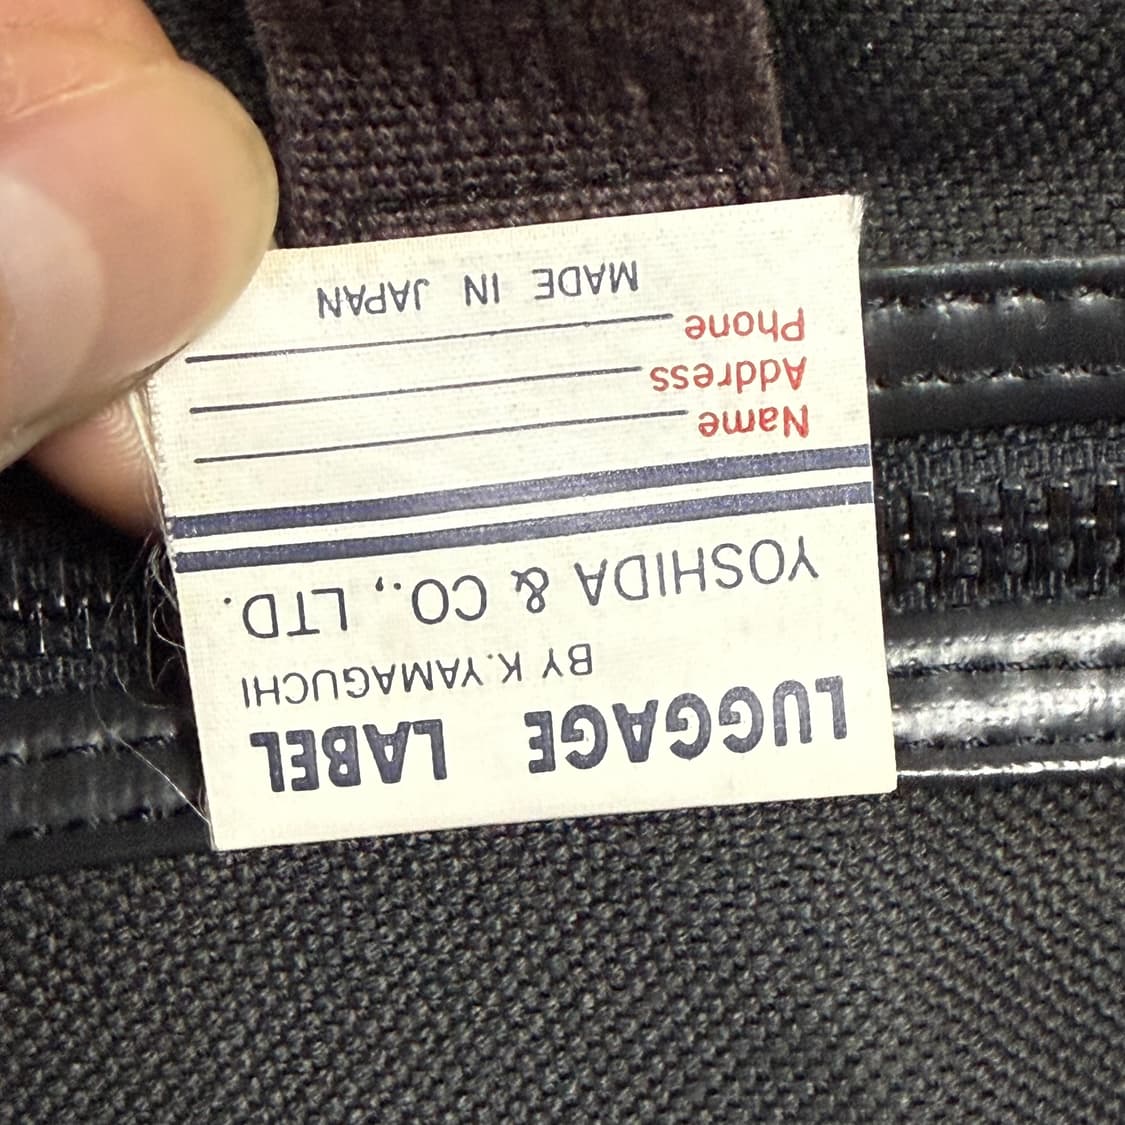 LUGGAGE LABEL
BY K.YAMAGUCHI
YOSHIDA & CO., LTD.
Name
Address
Phone
MADE IN JAPAN